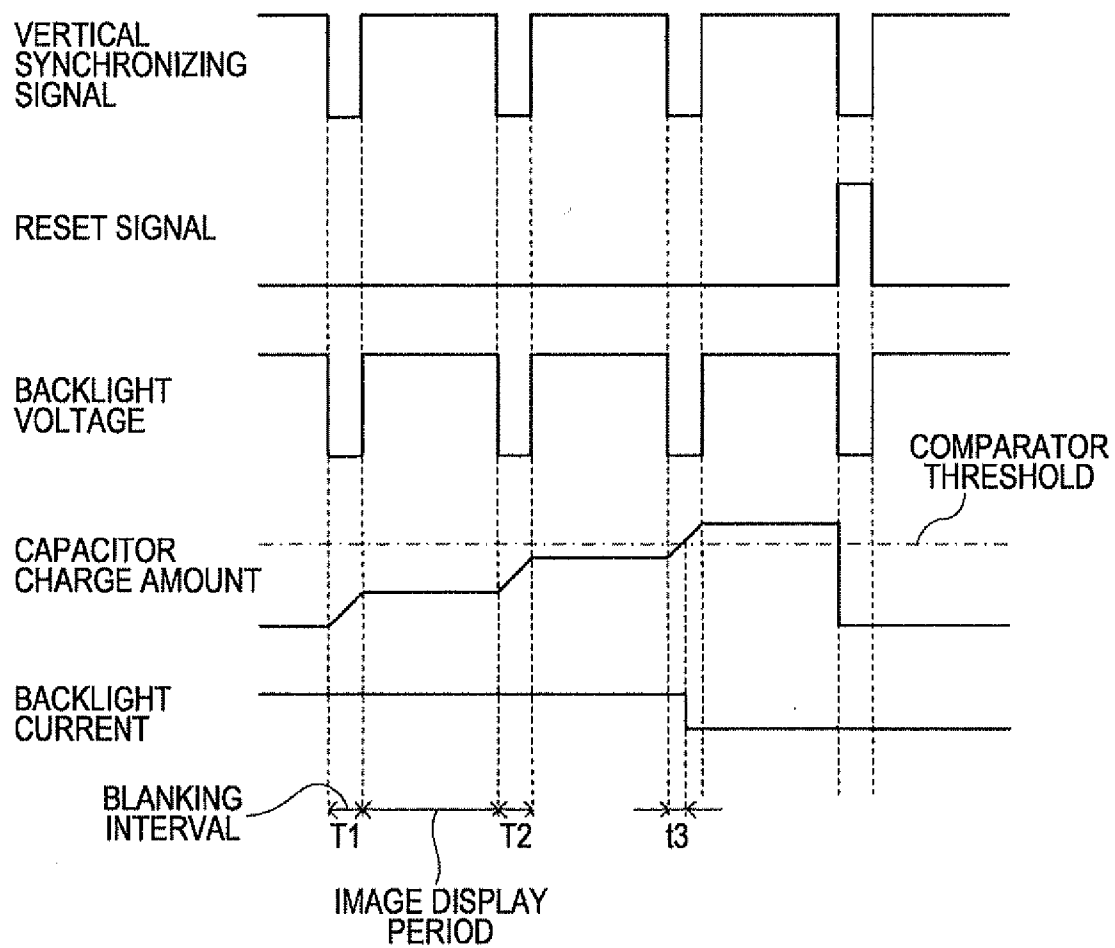 VERTICAL
SYNCHRONIZING
SIGNAL
RESET SIGNAL
BACKLIGHT
VOLTAGE
COMPARATOR
THRESHOLD
CAPACITOR
CHARGE AMOUNT
BACKLIGHT
CURRENT
BLANKING
INTERVAL
T1
T2
t3
IMAGE DISPLAY
PERIOD